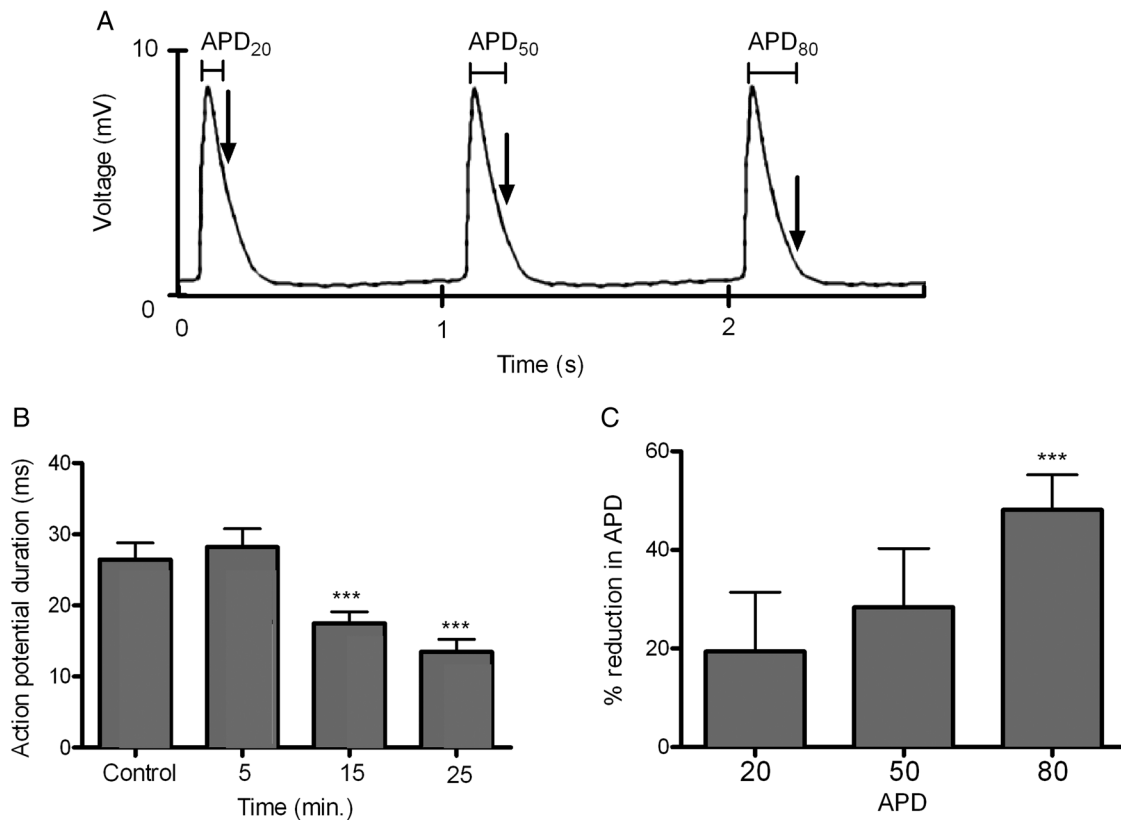 A
APD20 APD50 APD80
10
Voltage (mV)
0
0 1 2
Time (s)
B
Action potential duration (ms)
40
30
20
10
0
*** ***
Control 5 15 25
Time (min.)
C
% reduction in APD
60
40
20
0
***
20 50 80
APD